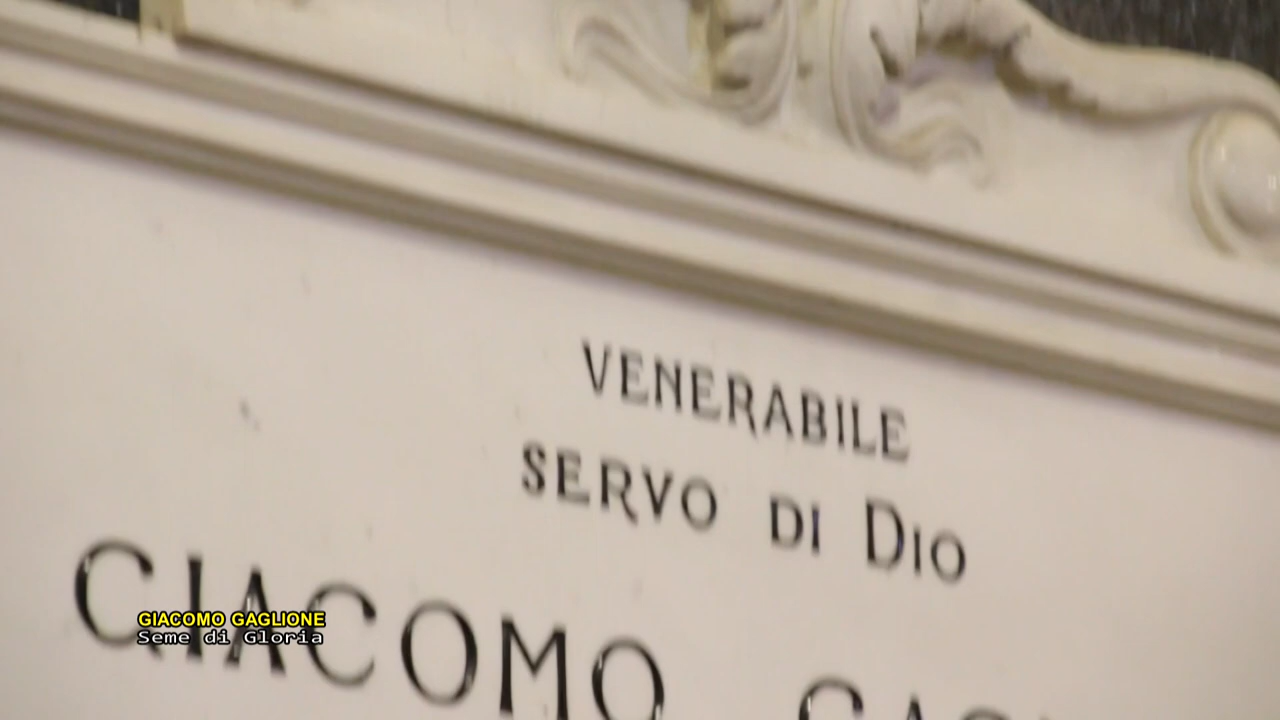 VENERABILE
SERVO DI DIO
GIACOMO
GIACOMO GAGLIONE
Seme di Gloria